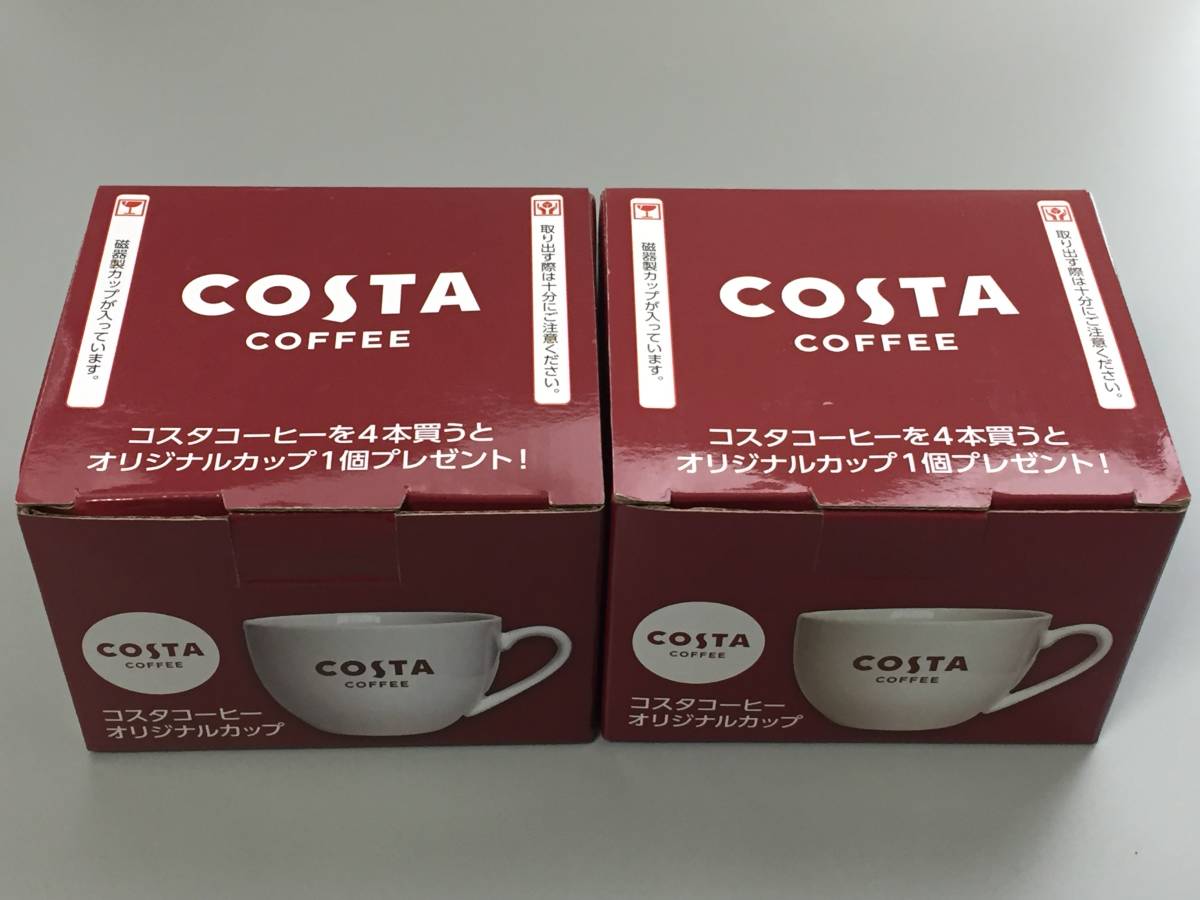 磁器製カップが入っています。
取り出す際は十分にご注意ください。
COSTA
COFFEE
コスタコーヒーを4本買うと
オリジナルカップ1個プレゼント!
COSTA
COFFEE
コスタコーヒー
オリジナルカップ
COSTA
COFFEE
磁器製カップが入っています。
取り出す際は十分にご注意ください。
COSTA
COFFEE
コスタコーヒーを4本買うと
オリジナルカップ1個プレゼント!
COSTA
COFFEE
コスタコーヒー
オリジナルカップ
COSTA
COFFEE